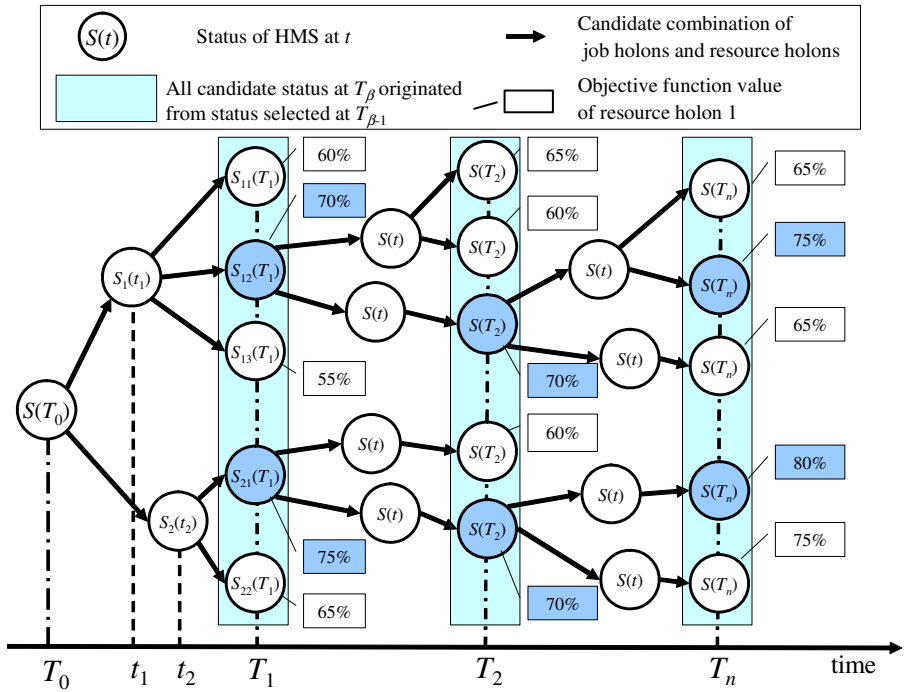 S(t)
Status of HMS at t
Candidate combination of
job holons and resource holons
All candidate status at Tβ originated
from status selected at Tβ-1
Objective function value
of resource holon 1
S11(T1)
60%
70%
S12(T1)
S1(t1)
S13(T1)
55%
S(T0)
S21(T1)
S2(t2)
75%
S22(T1)
65%
S(t)
S(t)
S(t)
S(t)
S(T2)
65%
60%
S(T2)
S(T2)
70%
60%
S(T2)
S(T2)
70%
S(t)
S(t)
S(t)
S(t)
S(Tn)
65%
75%
S(Tn)
65%
S(Tn)
80%
S(Tn)
75%
S(Tn)
T0
t1
t2
T1
T2
Tn
time